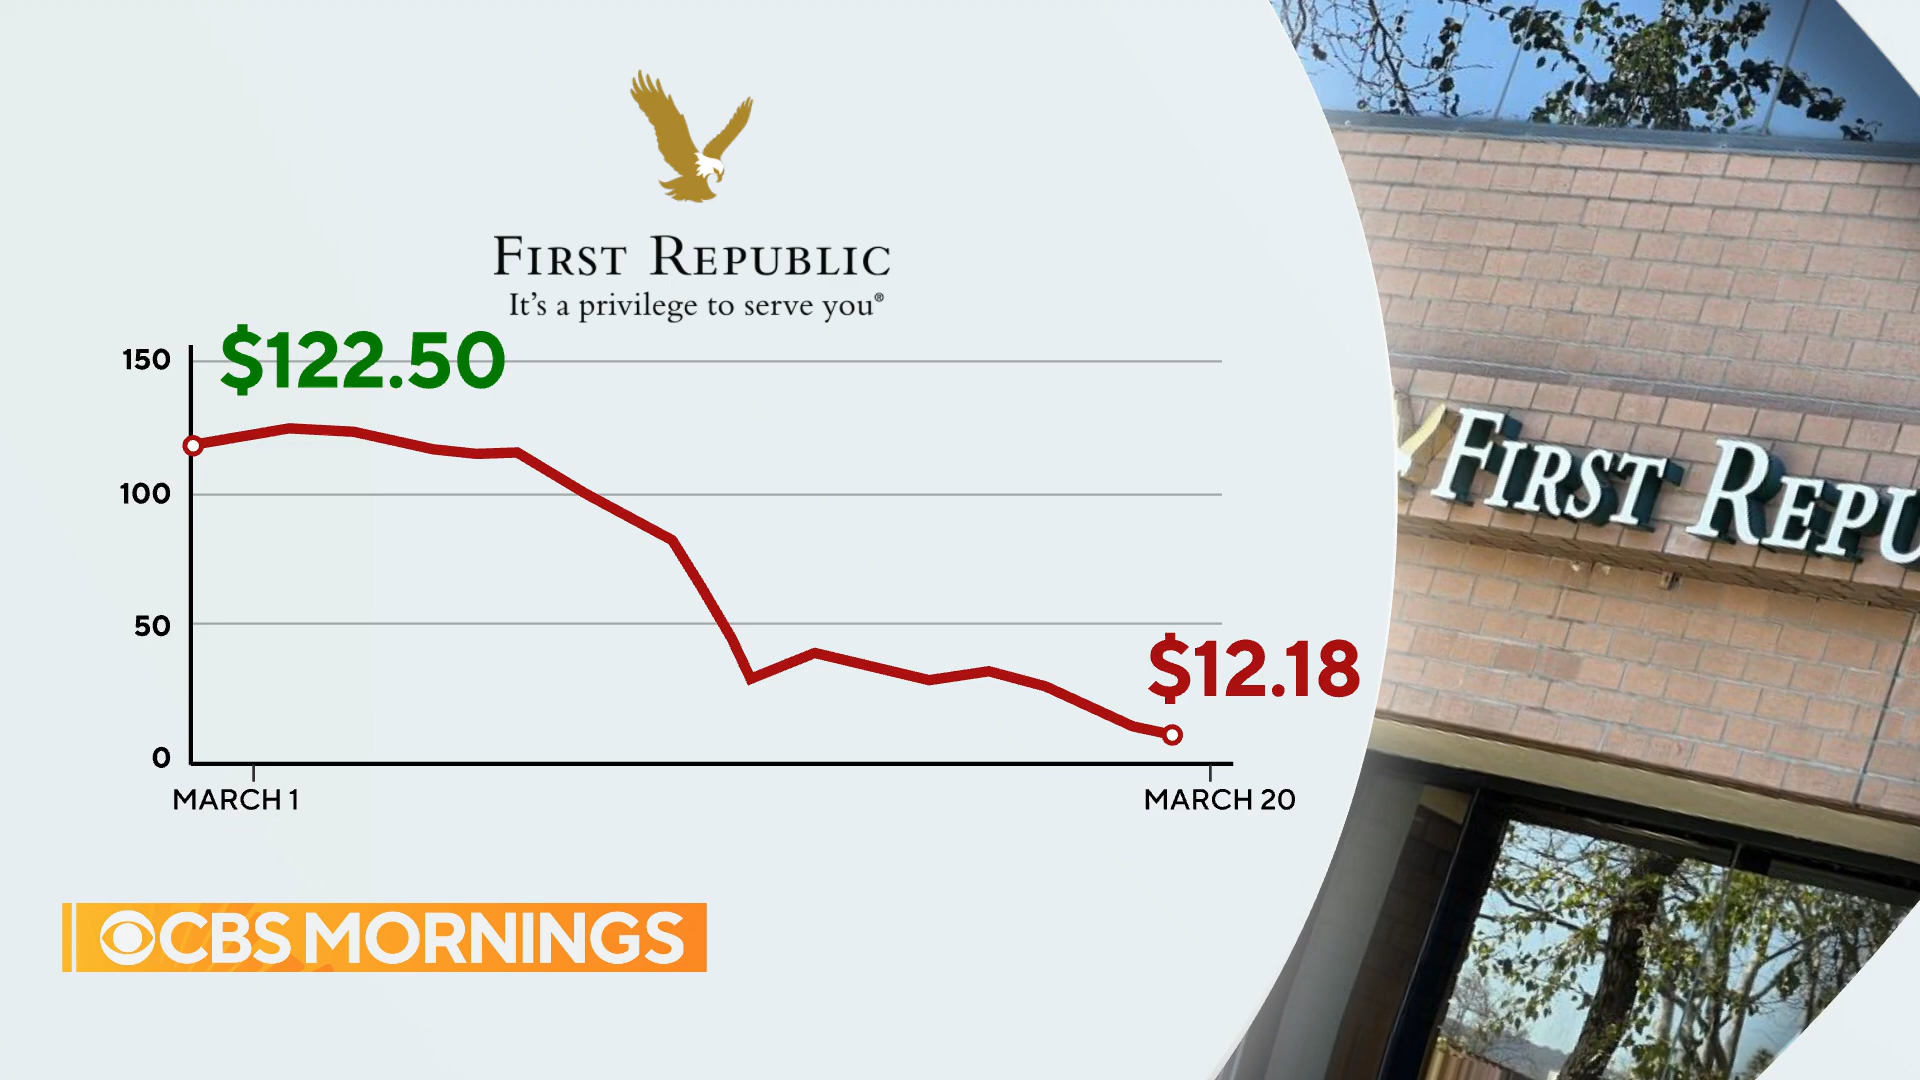 FIRST REPUBLIC
It's a privilege to serve you®
$122.50
150
100
50
0
$12.18
MARCH 1
MARCH 20
CBS MORNINGS
FIRST REPU